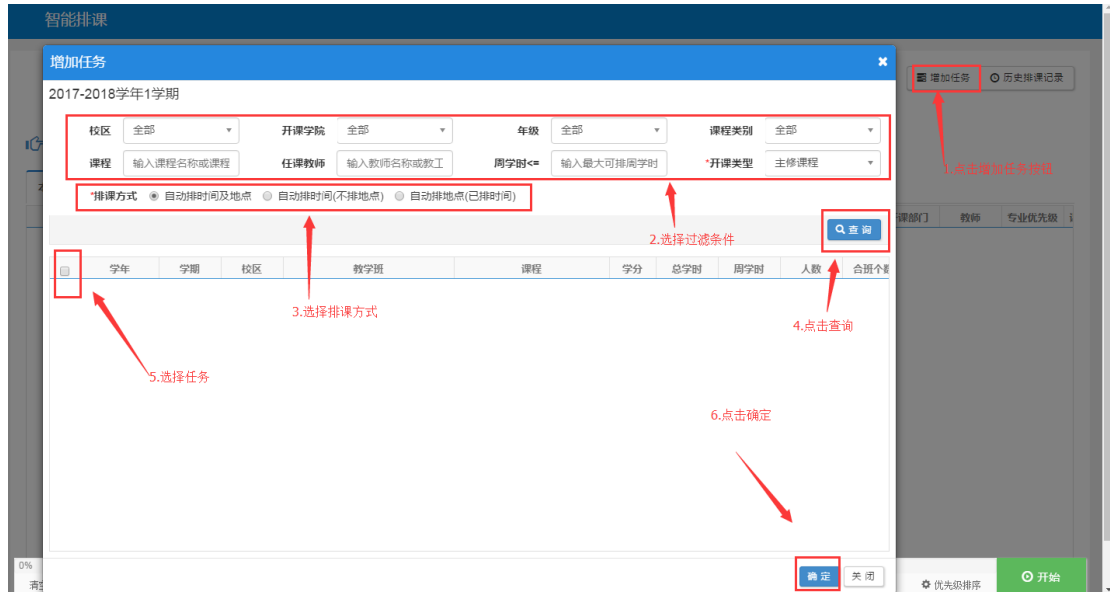 智能排课
增加任务 ×
增加任务 历史排课记录
2017-2018学年1学期
校区 全部 开课学院 全部 年级 全部 课程类别 全部
课程 输入课程名称或课程 任课教师 输入教师名称或教工 周学时<= 输入最大可排周学时 *开课类型 主修课程
1.点击增加任务按钮
*排课方式 自动排时间及地点 自动排时间(不排地点) 自动排地点(已排时间)
课部门 教师 专业优先级
查 询
2.选择过滤条件
学年 学期 校区 教学班 课程 学分 总学时 周学时 人数 合班个数
3.选择排课方式
4.点击查询
5.选择任务
6.点击确定
0%
确 定 关 闭
优先级排序
开始